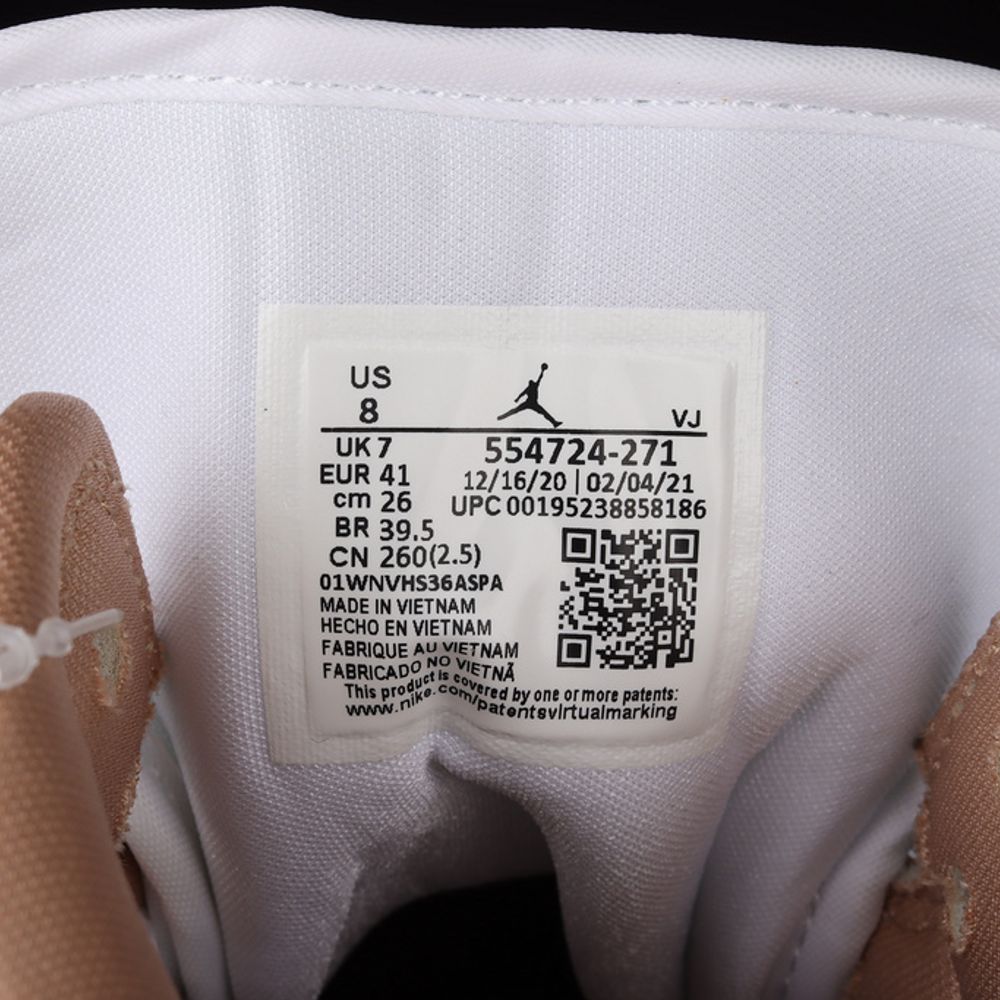 US
8
VJ
UK 7
554724-271
EUR 41
12/16/20 | 02/04/21
cm 26
UPC 00195238858186
BR 39.5
CN 260(2.5)
01WNVHS36ASPA
MADE IN VIETNAM
HECHO EN VIETNAM
FABRIQUE AU VIETNAM
FABRICADO NO VIETNÃ
This product is covered by one or more patents:
www.nike.com/patentsvirtualmarking